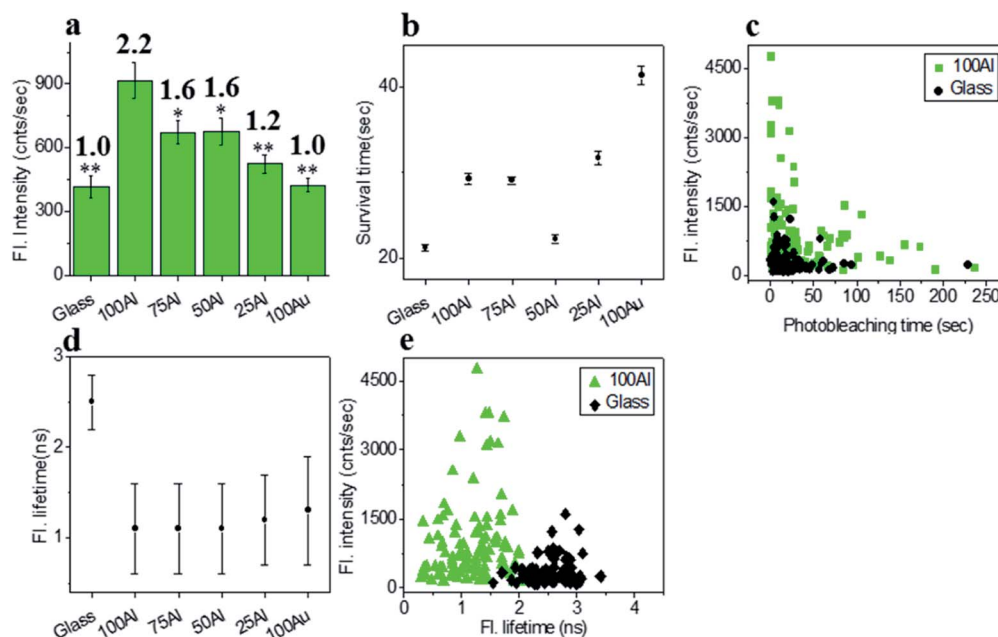 a
Fl. Intensity (cnts/sec)
900
600
300
0
1.0
**
2.2
1.6
*
1.6
*
1.2
**
1.0
**
Glass
100Al
75Al
50Al
25Al
100Au
b
Survival time(sec)
40
30
20
Glass
100Al
75Al
50Al
25Al
100Au
c
Fl. intensity (cnts/sec)
4500
3000
1500
0
100Al
Glass
0 50 100 150 200 250
Photobleaching time (sec)
d
Fl. lifetime(ns)
3
2
1
Glass
100Al
75Al
50Al
25Al
100Au
e
Fl. intensity (cnts/sec)
4500
3000
1500
0
100Al
Glass
0 1 2 3 4
Fl. lifetime (ns)